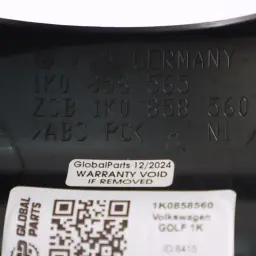 GERMANY
1K0 858 565
ZSB 1K0 858 560
>ABS PC< NI
GlobalParts 12/2024
WARRANTY VOID
IF REMOVED
GLOBAL
PARTS
1K0858560
Volkswagen
GOLF 1K